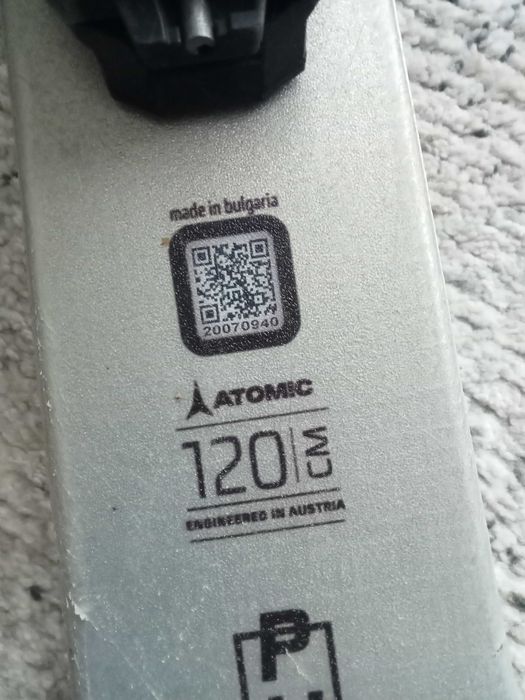 made in bulgaria
20070940
ATOMIC
120 CM
ENGINEERED IN AUSTRIA
P